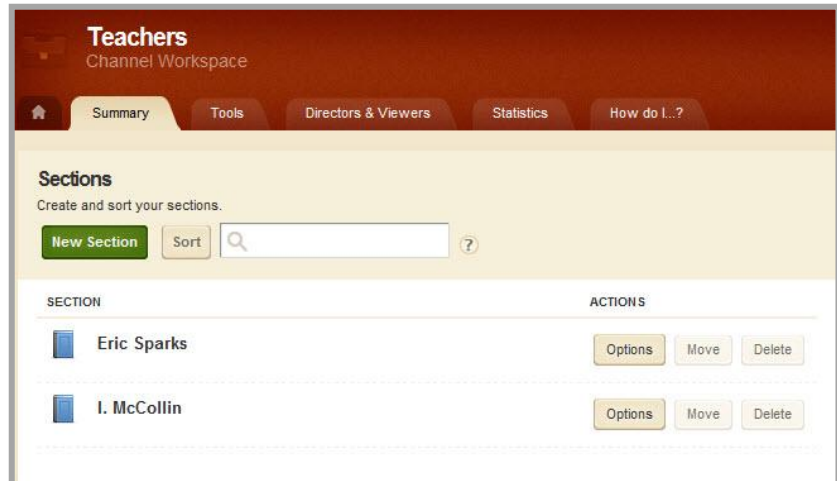 Teachers
Channel Workspace
Summary Tools Directors & Viewers Statistics How do I...?
Sections
Create and sort your sections.
New Section Sort ?
SECTION ACTIONS
Eric Sparks Options Move Delete
I. McCollin Options Move Delete